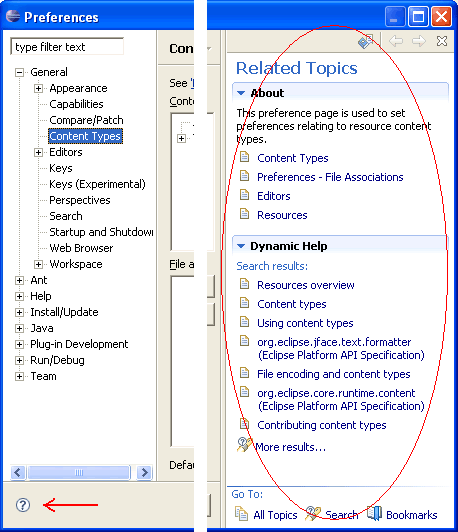 Preferences
type filter text
General
Appearance
Capabilities
Compare/Patch
Content Types
Editors
Keys
Keys (Experimental)
Perspectives
Search
Startup and Shutdown
Web Browser
Workspace
Ant
Help
Install/Update
Java
Plug-in Development
Run/Debug
Team
Con
See '
Conte
File a
Defau
Related Topics
About
This preference page is used to set
preferences relating to resource content
types.
Content Types
Preferences - File Associations
Editors
Resources
Dynamic Help
Search results:
Resources overview
Content types
Using content types
org.eclipse.jface.text.formatter
(Eclipse Platform API Specification)
File encoding and content types
org.eclipse.core.runtime.content
(Eclipse Platform API Specification)
Contributing content types
More results...
Go To:
All Topics Search Bookmarks